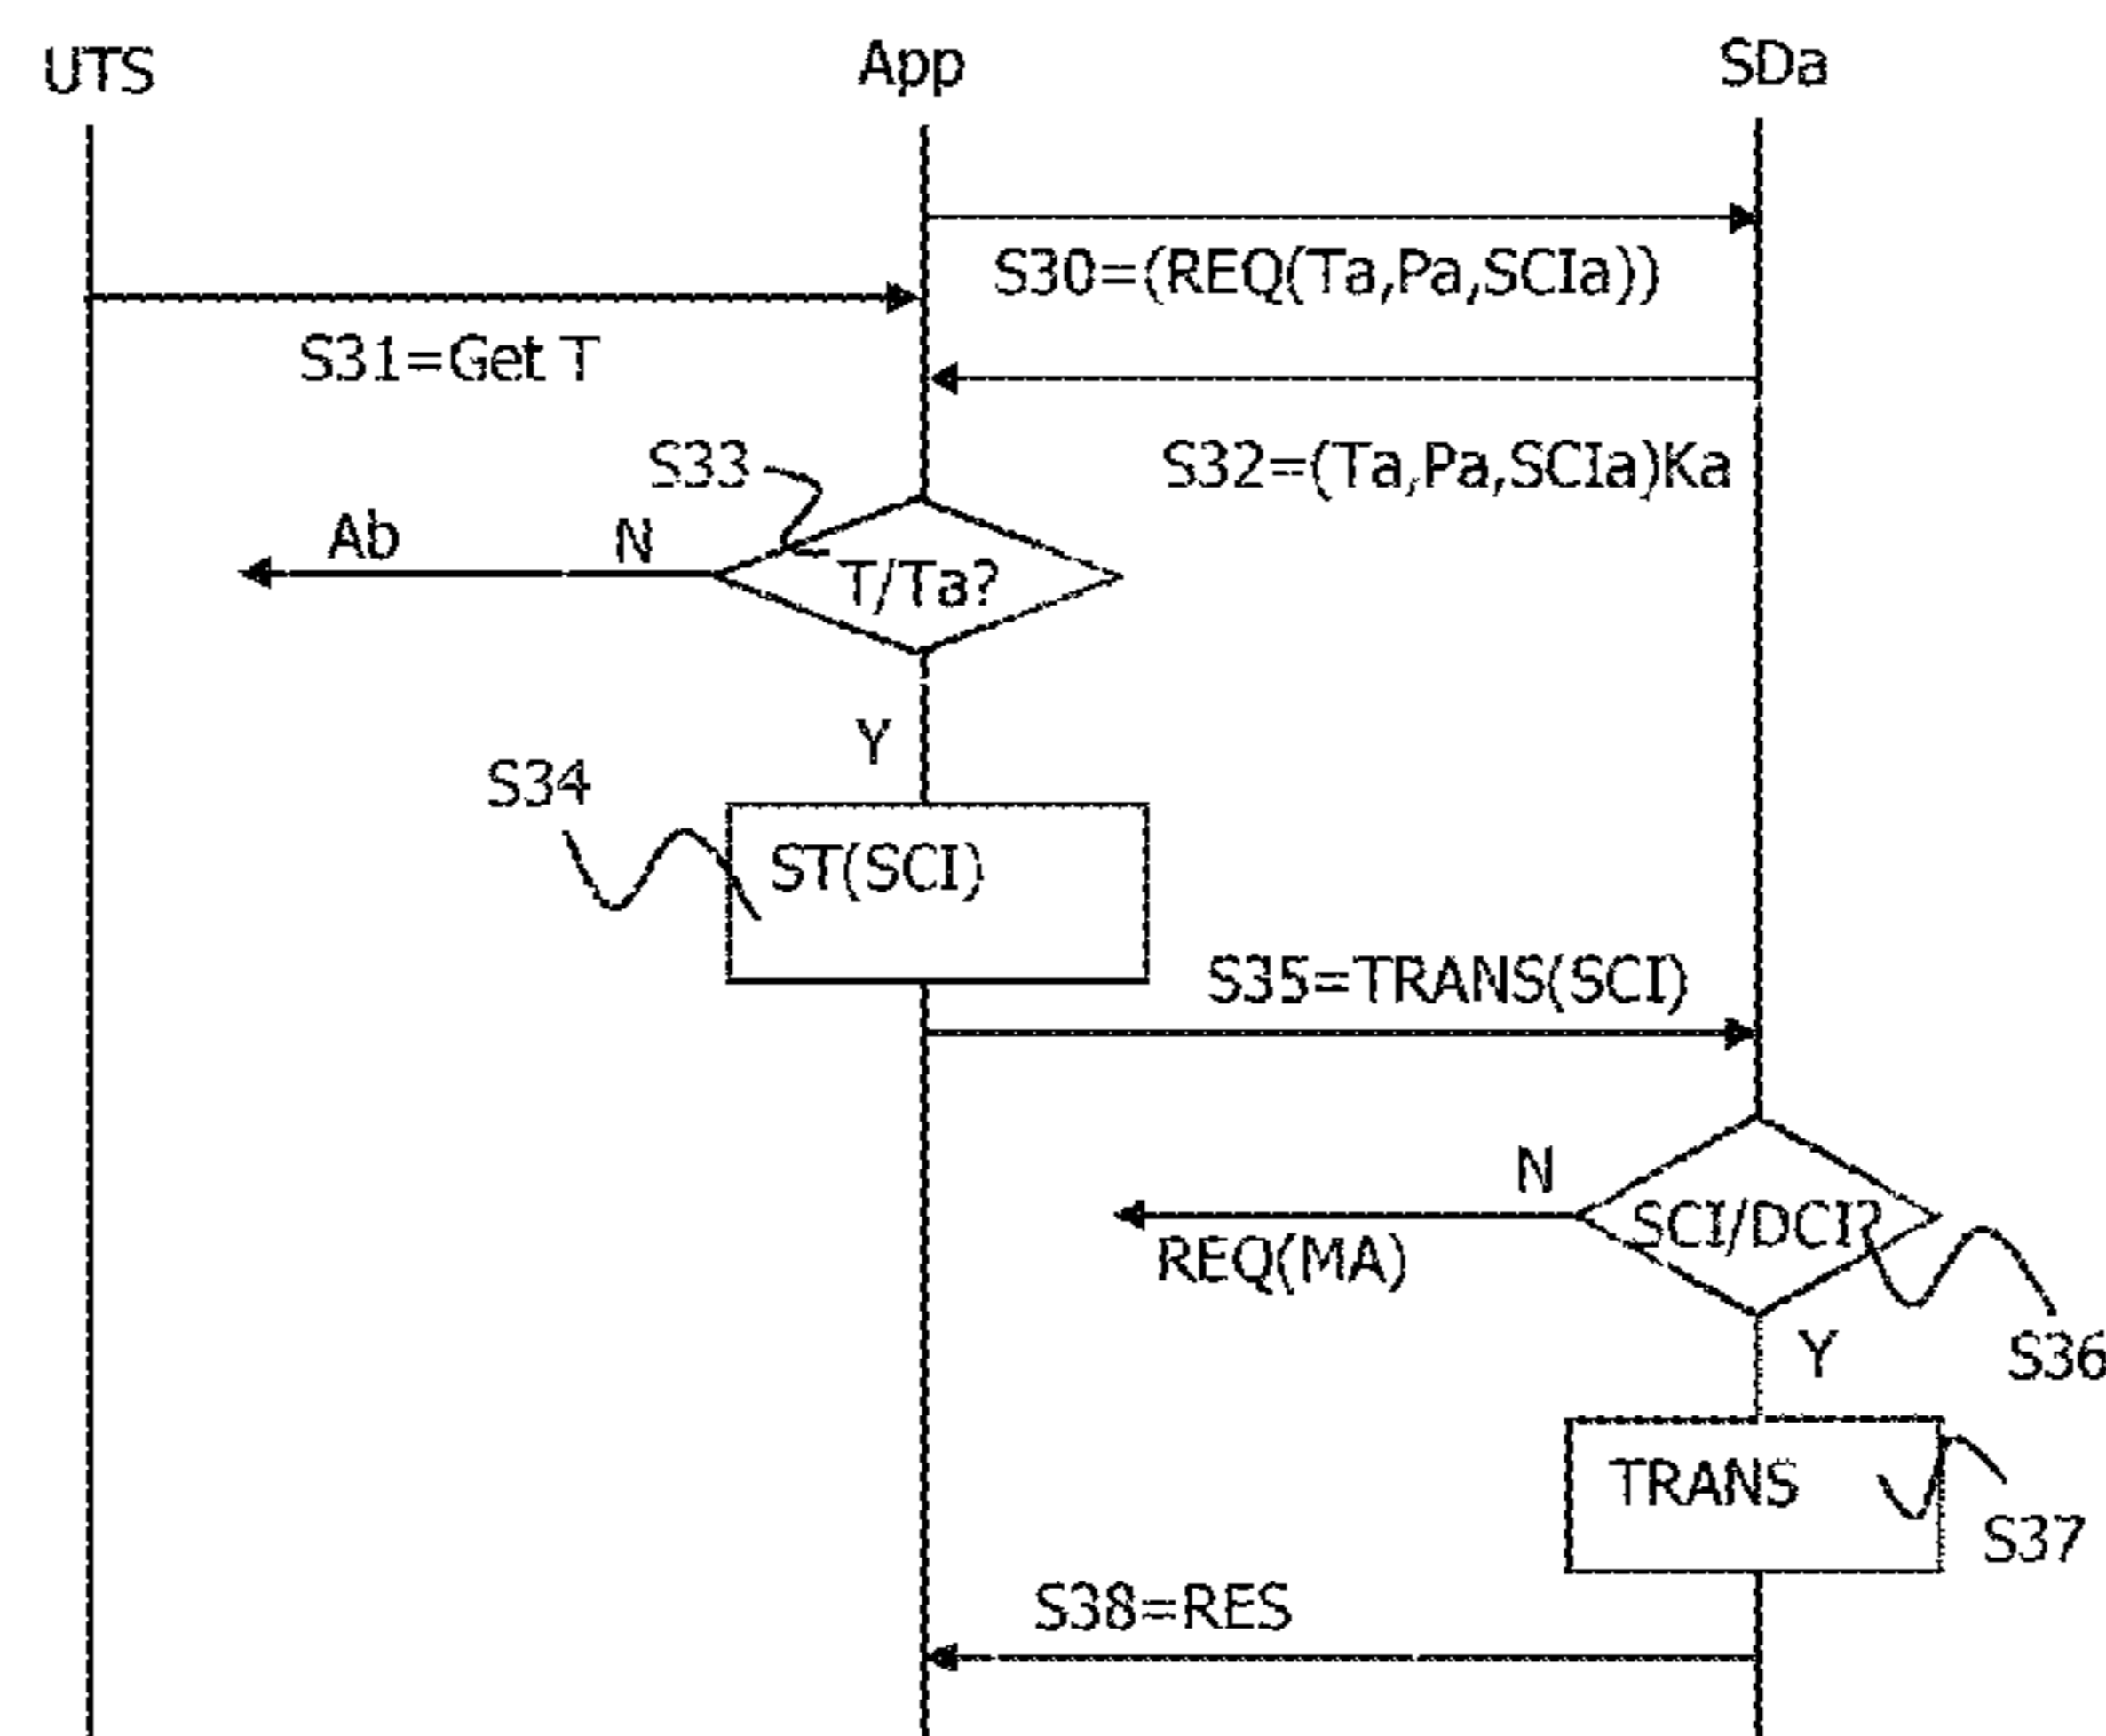 UTS
App
SDa
S30=(REQ(Ta,Pa,SCIa))
S31=Get T
S32=(Ta,Pa,SCIa)Ka
S33
Ab
N
T/Ta?
Y
S34
ST(SCI)
S35=TRANS(SCI)
N
SCI/DCI?
REQ(MA)
Y
S36
TRANS
S37
S38=RES